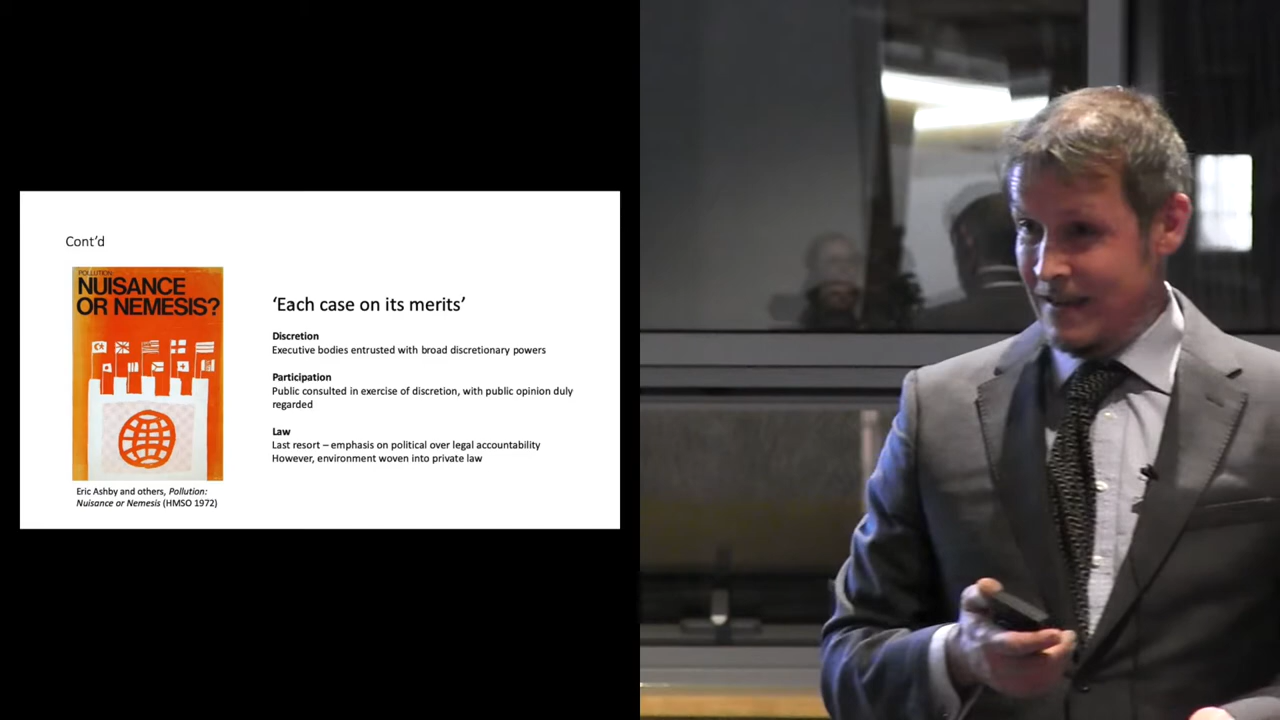 Cont'd
POLLUTION:
NUISANCE
OR NEMESIS?
Eric Ashby and others, Pollution:
Nuisance or Nemesis (HMSO 1972)
‘Each case on its merits’
Discretion
Executive bodies entrusted with broad discretionary powers
Participation
Public consulted in exercise of discretion, with public opinion duly
regarded
Law
Last resort – emphasis on political over legal accountability
However, environment woven into private law